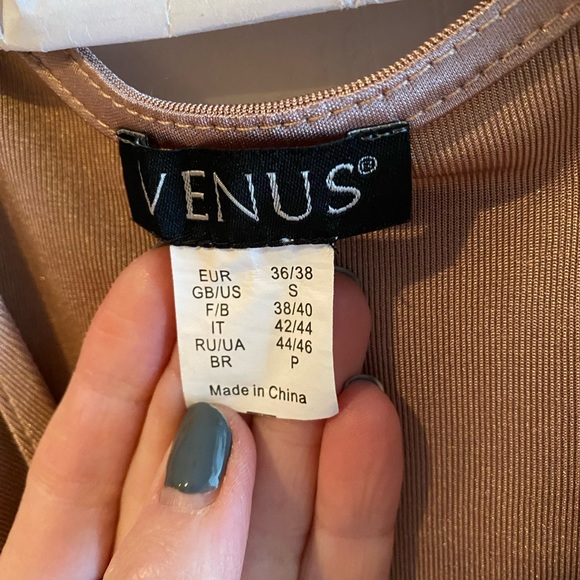 VENUS®
EUR 36/38
GB/US S
F/B 38/40
IT 42/44
RU/UA 44/46
BR P
Made in China